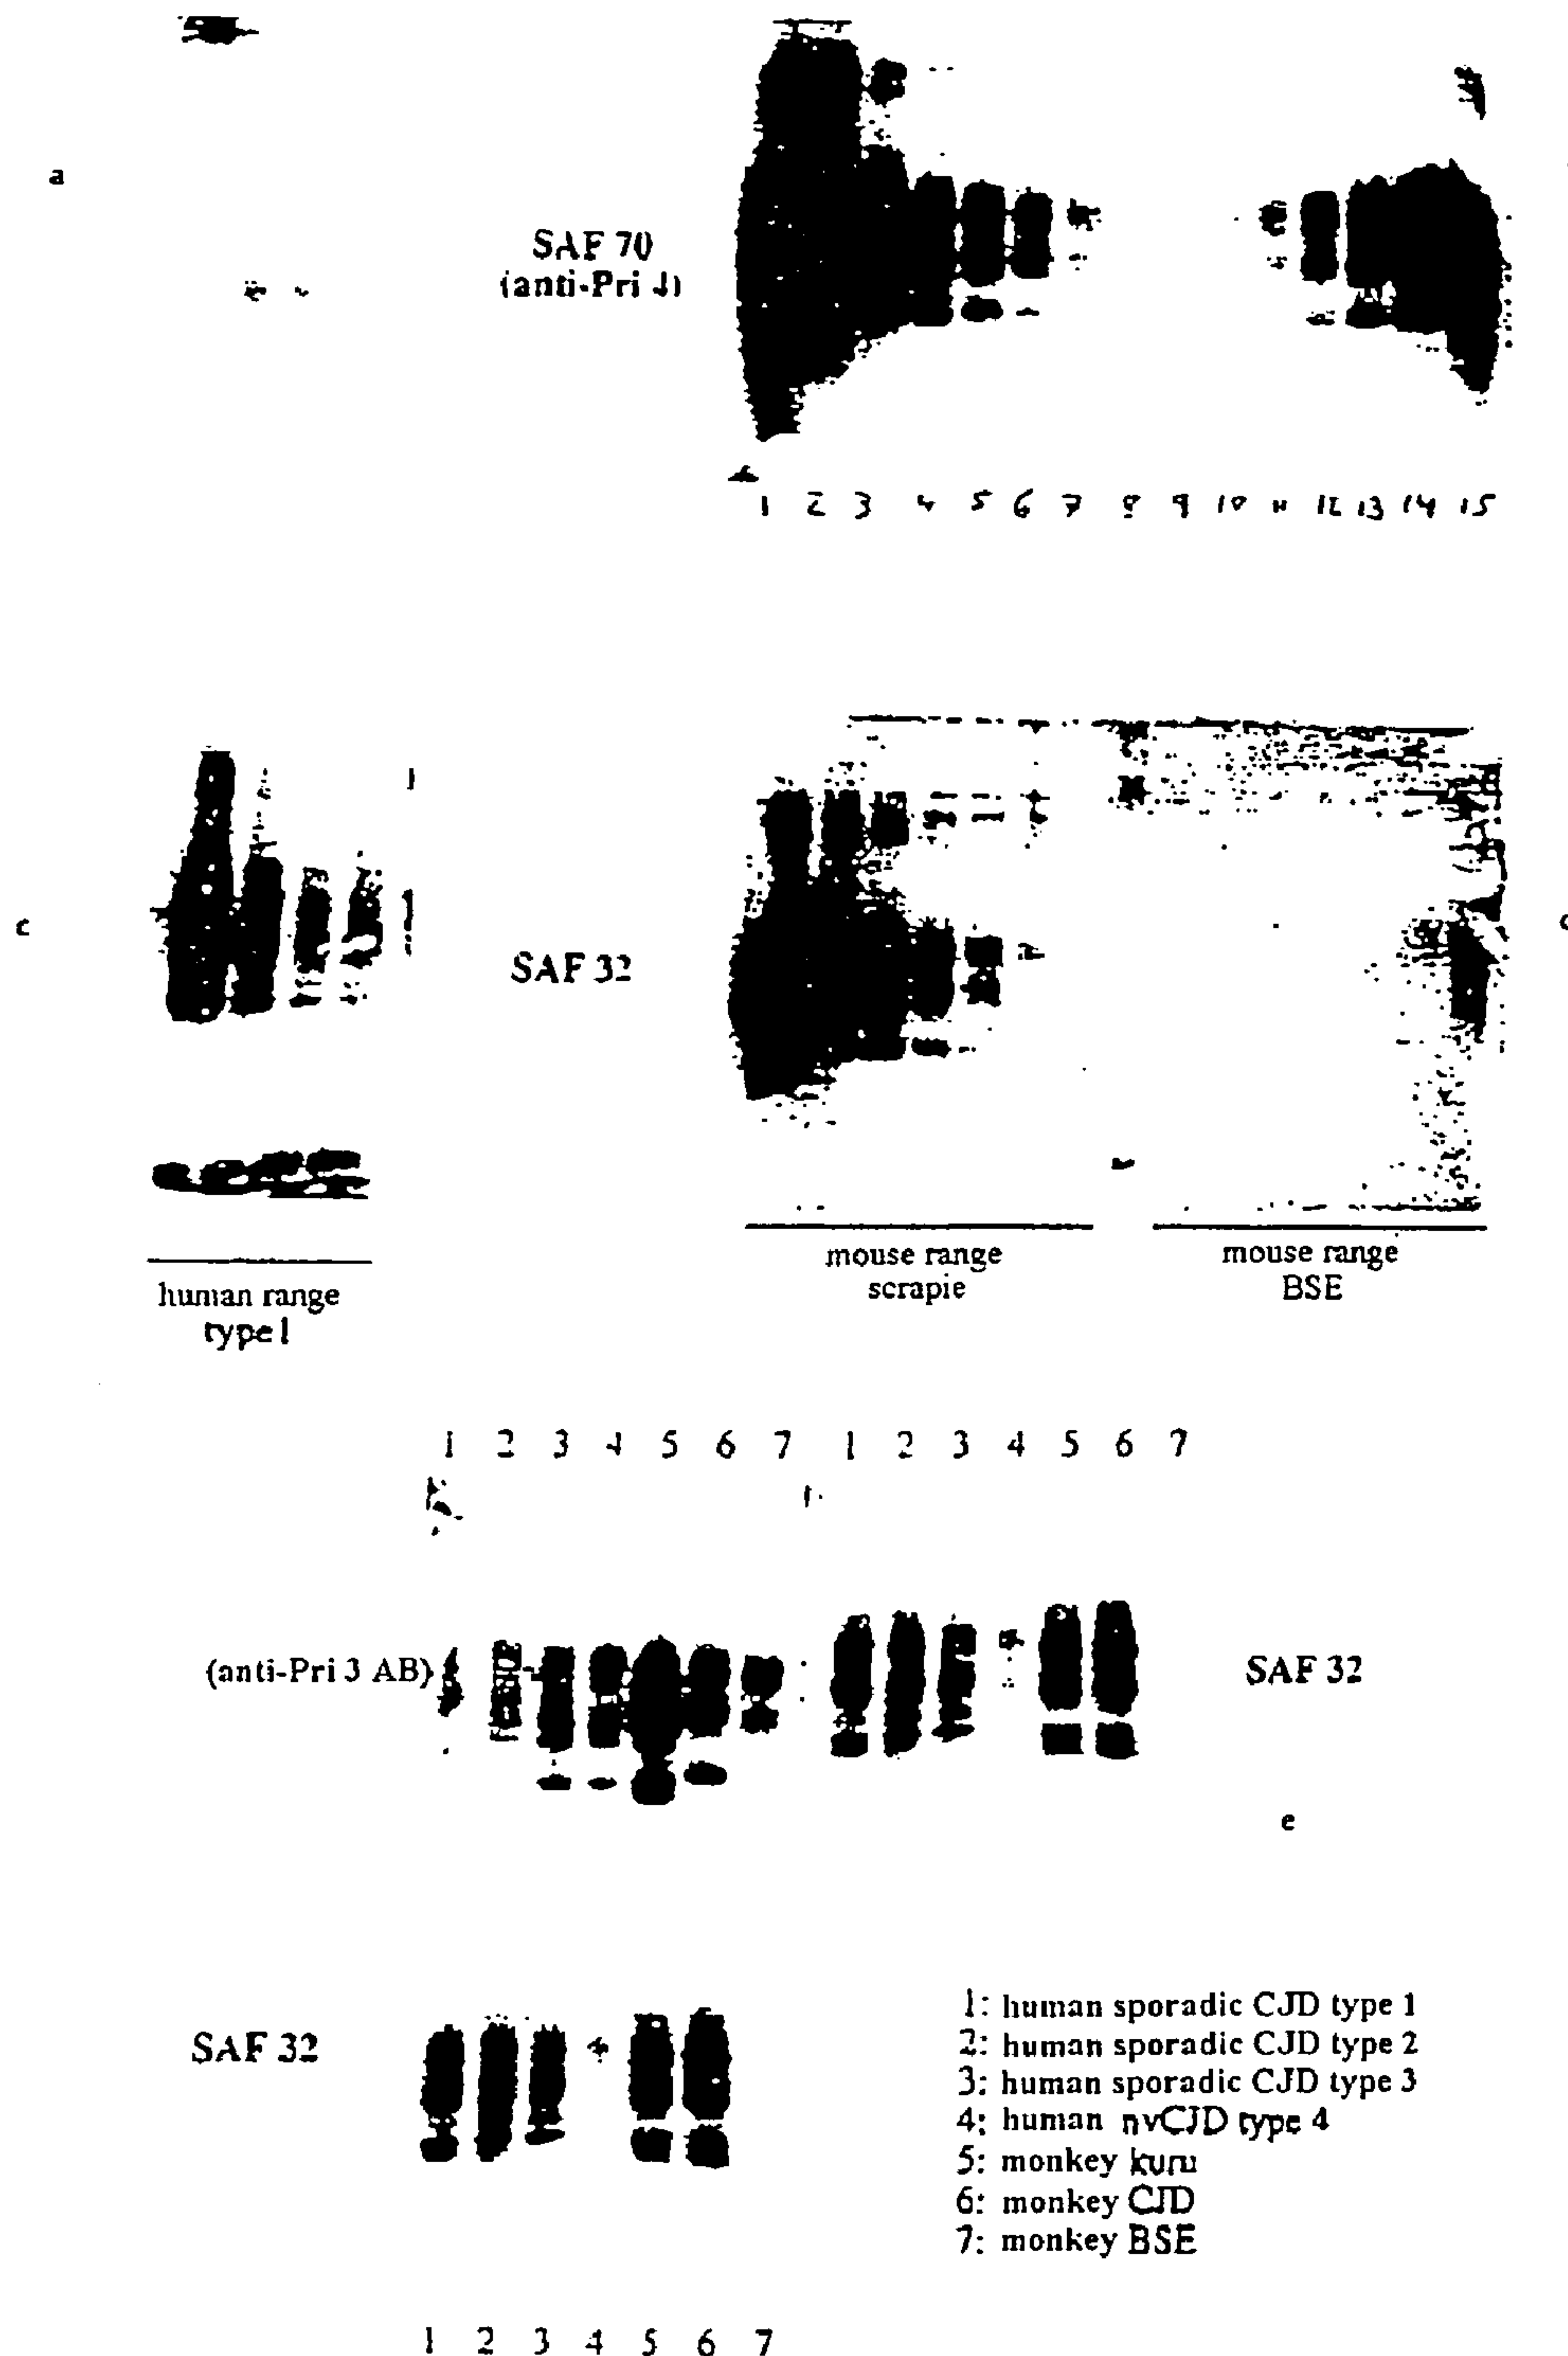 a
SAF 70
(anti-Pri
1 2 3 4 5 6 7 8 9 10 11 12 13 14 15
c
SAF 32
mouse range
scrapie
mouse range
BSE
human range
type 1
1 2 3 4 5 6 7 1 2 3 4 5 6 7
(anti-Pri 3 AB)
SAF 32
e
SAF 32
1: human sporadic CJD type 1
2: human sporadic CJD type 2
3: human sporadic CJD type 3
4: human nvCJD type 4
5: monkey kuru
6: monkey CJD
7: monkey BSE
1 2 3 4 5 6 7